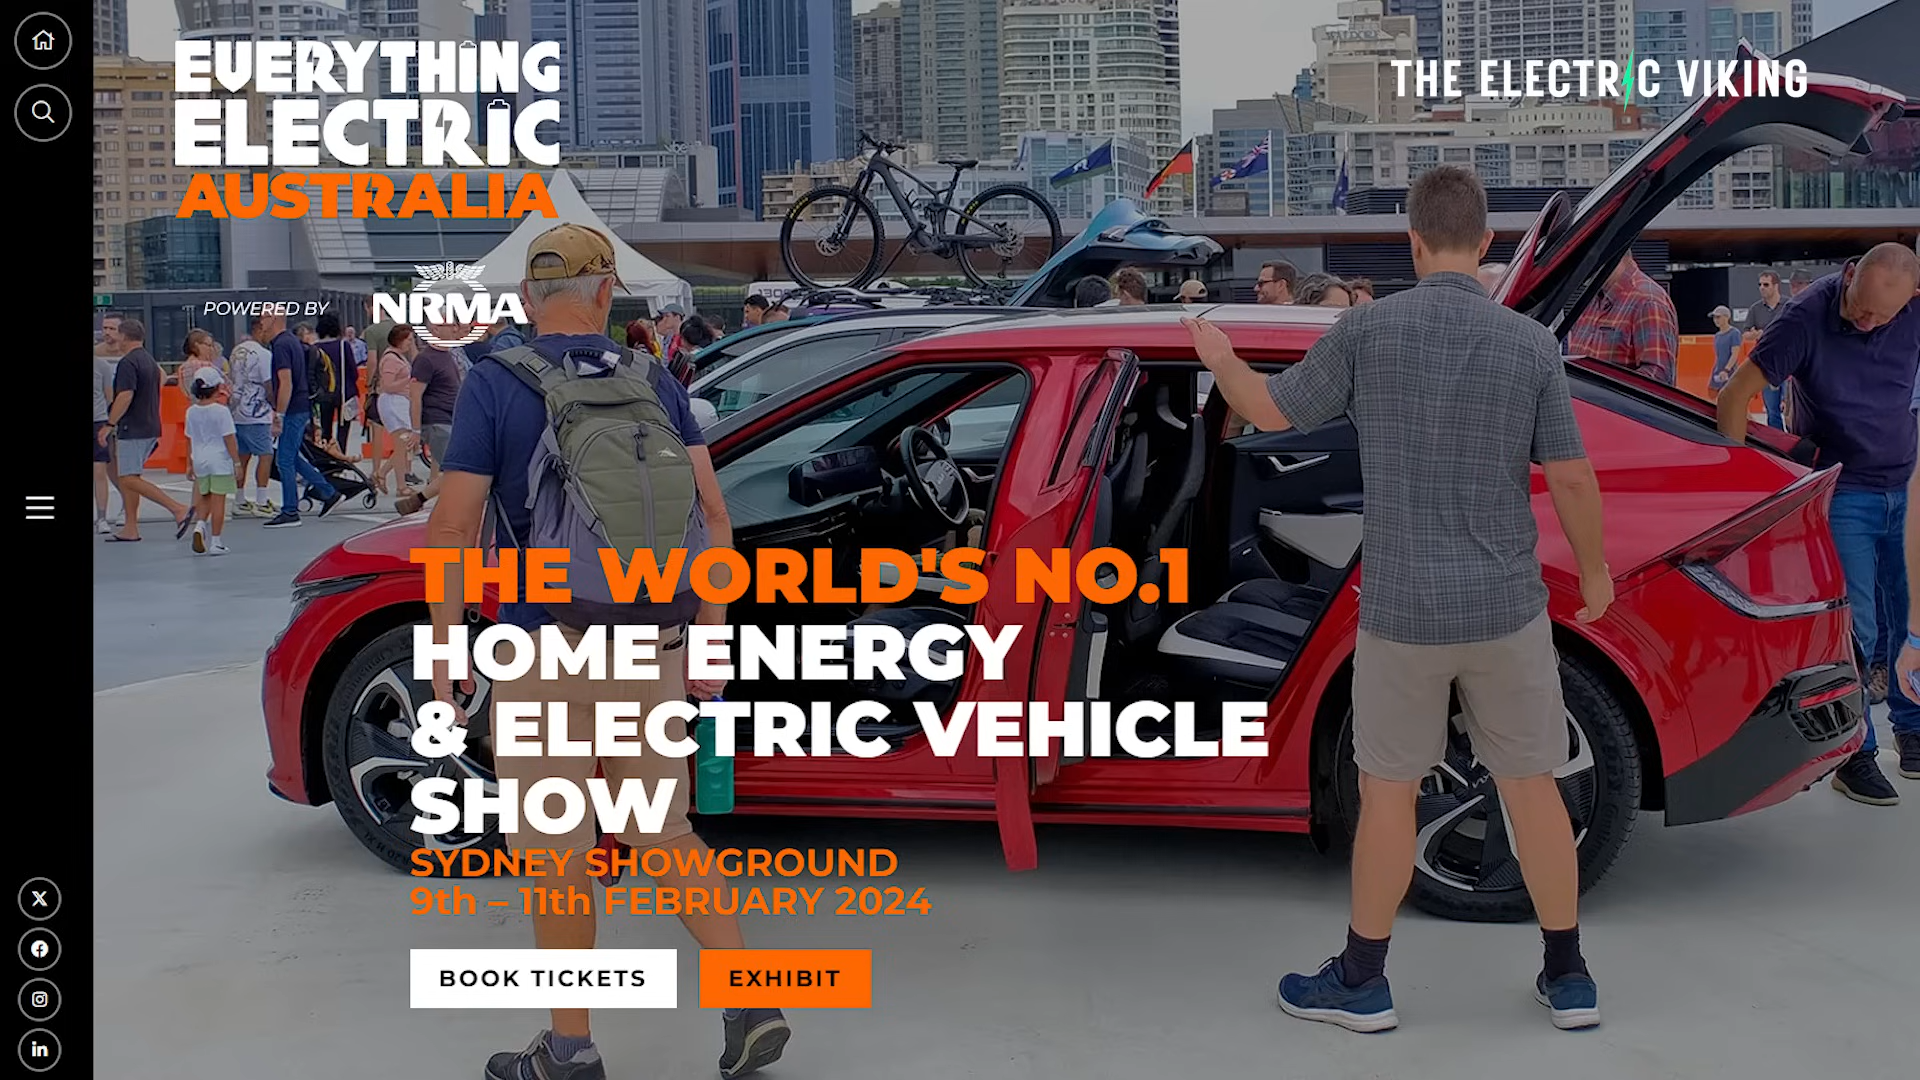 EVERYTHING
ELECTRIC
AUSTRALIA
THE ELECTRIC VIKING
POWERED BY NRMA
THE WORLD'S NO.1
HOME ENERGY
& ELECTRIC VEHICLE
SHOW
SYDNEY SHOWGROUND
9th – 11th FEBRUARY 2024
BOOK TICKETS
EXHIBIT